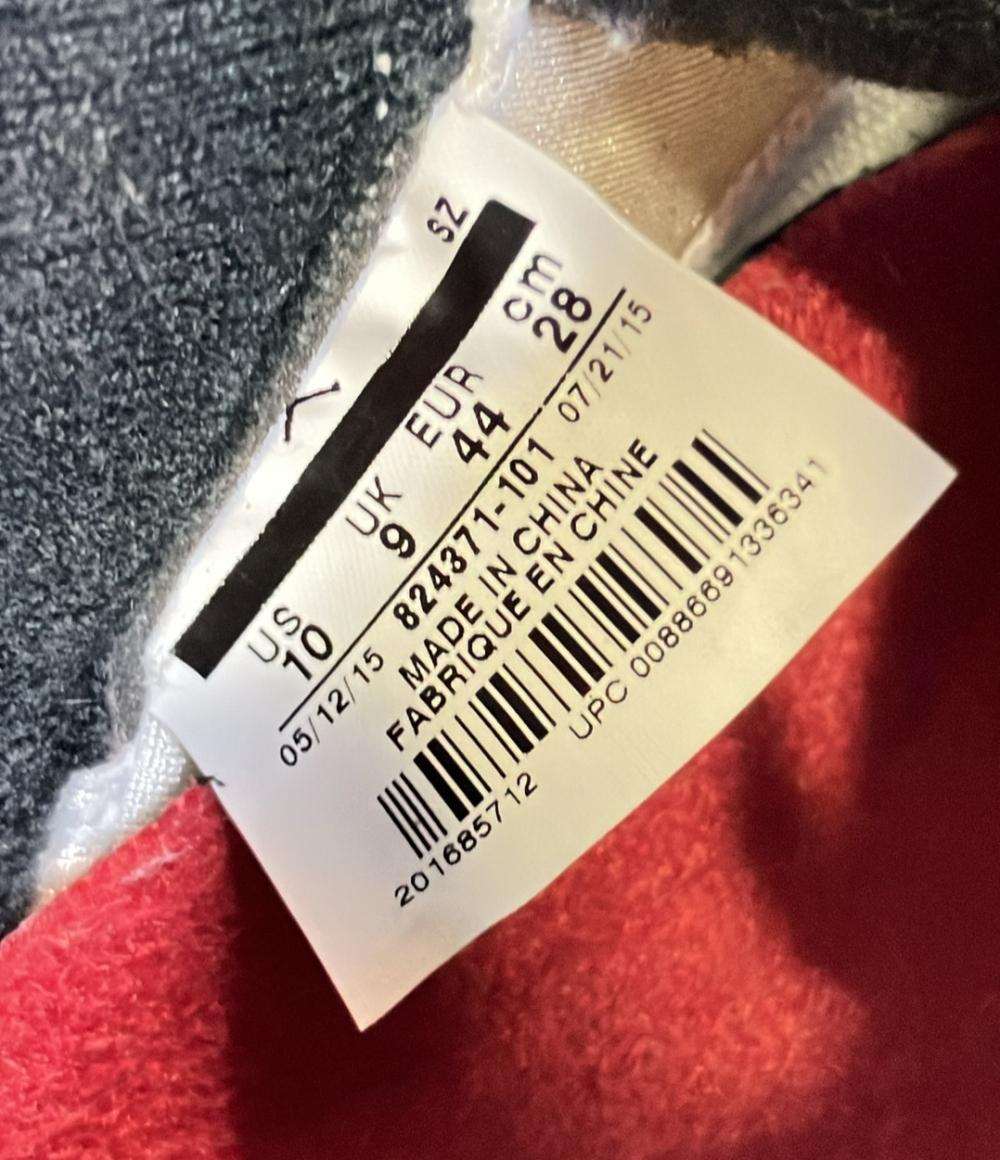 SZ
US UK EUR cm
10 9 44 28
05/12/15 824371-101 07/21/15
MADE IN CHINA
FABRIQUE EN CHINE
UPC 00886691336341
201685712